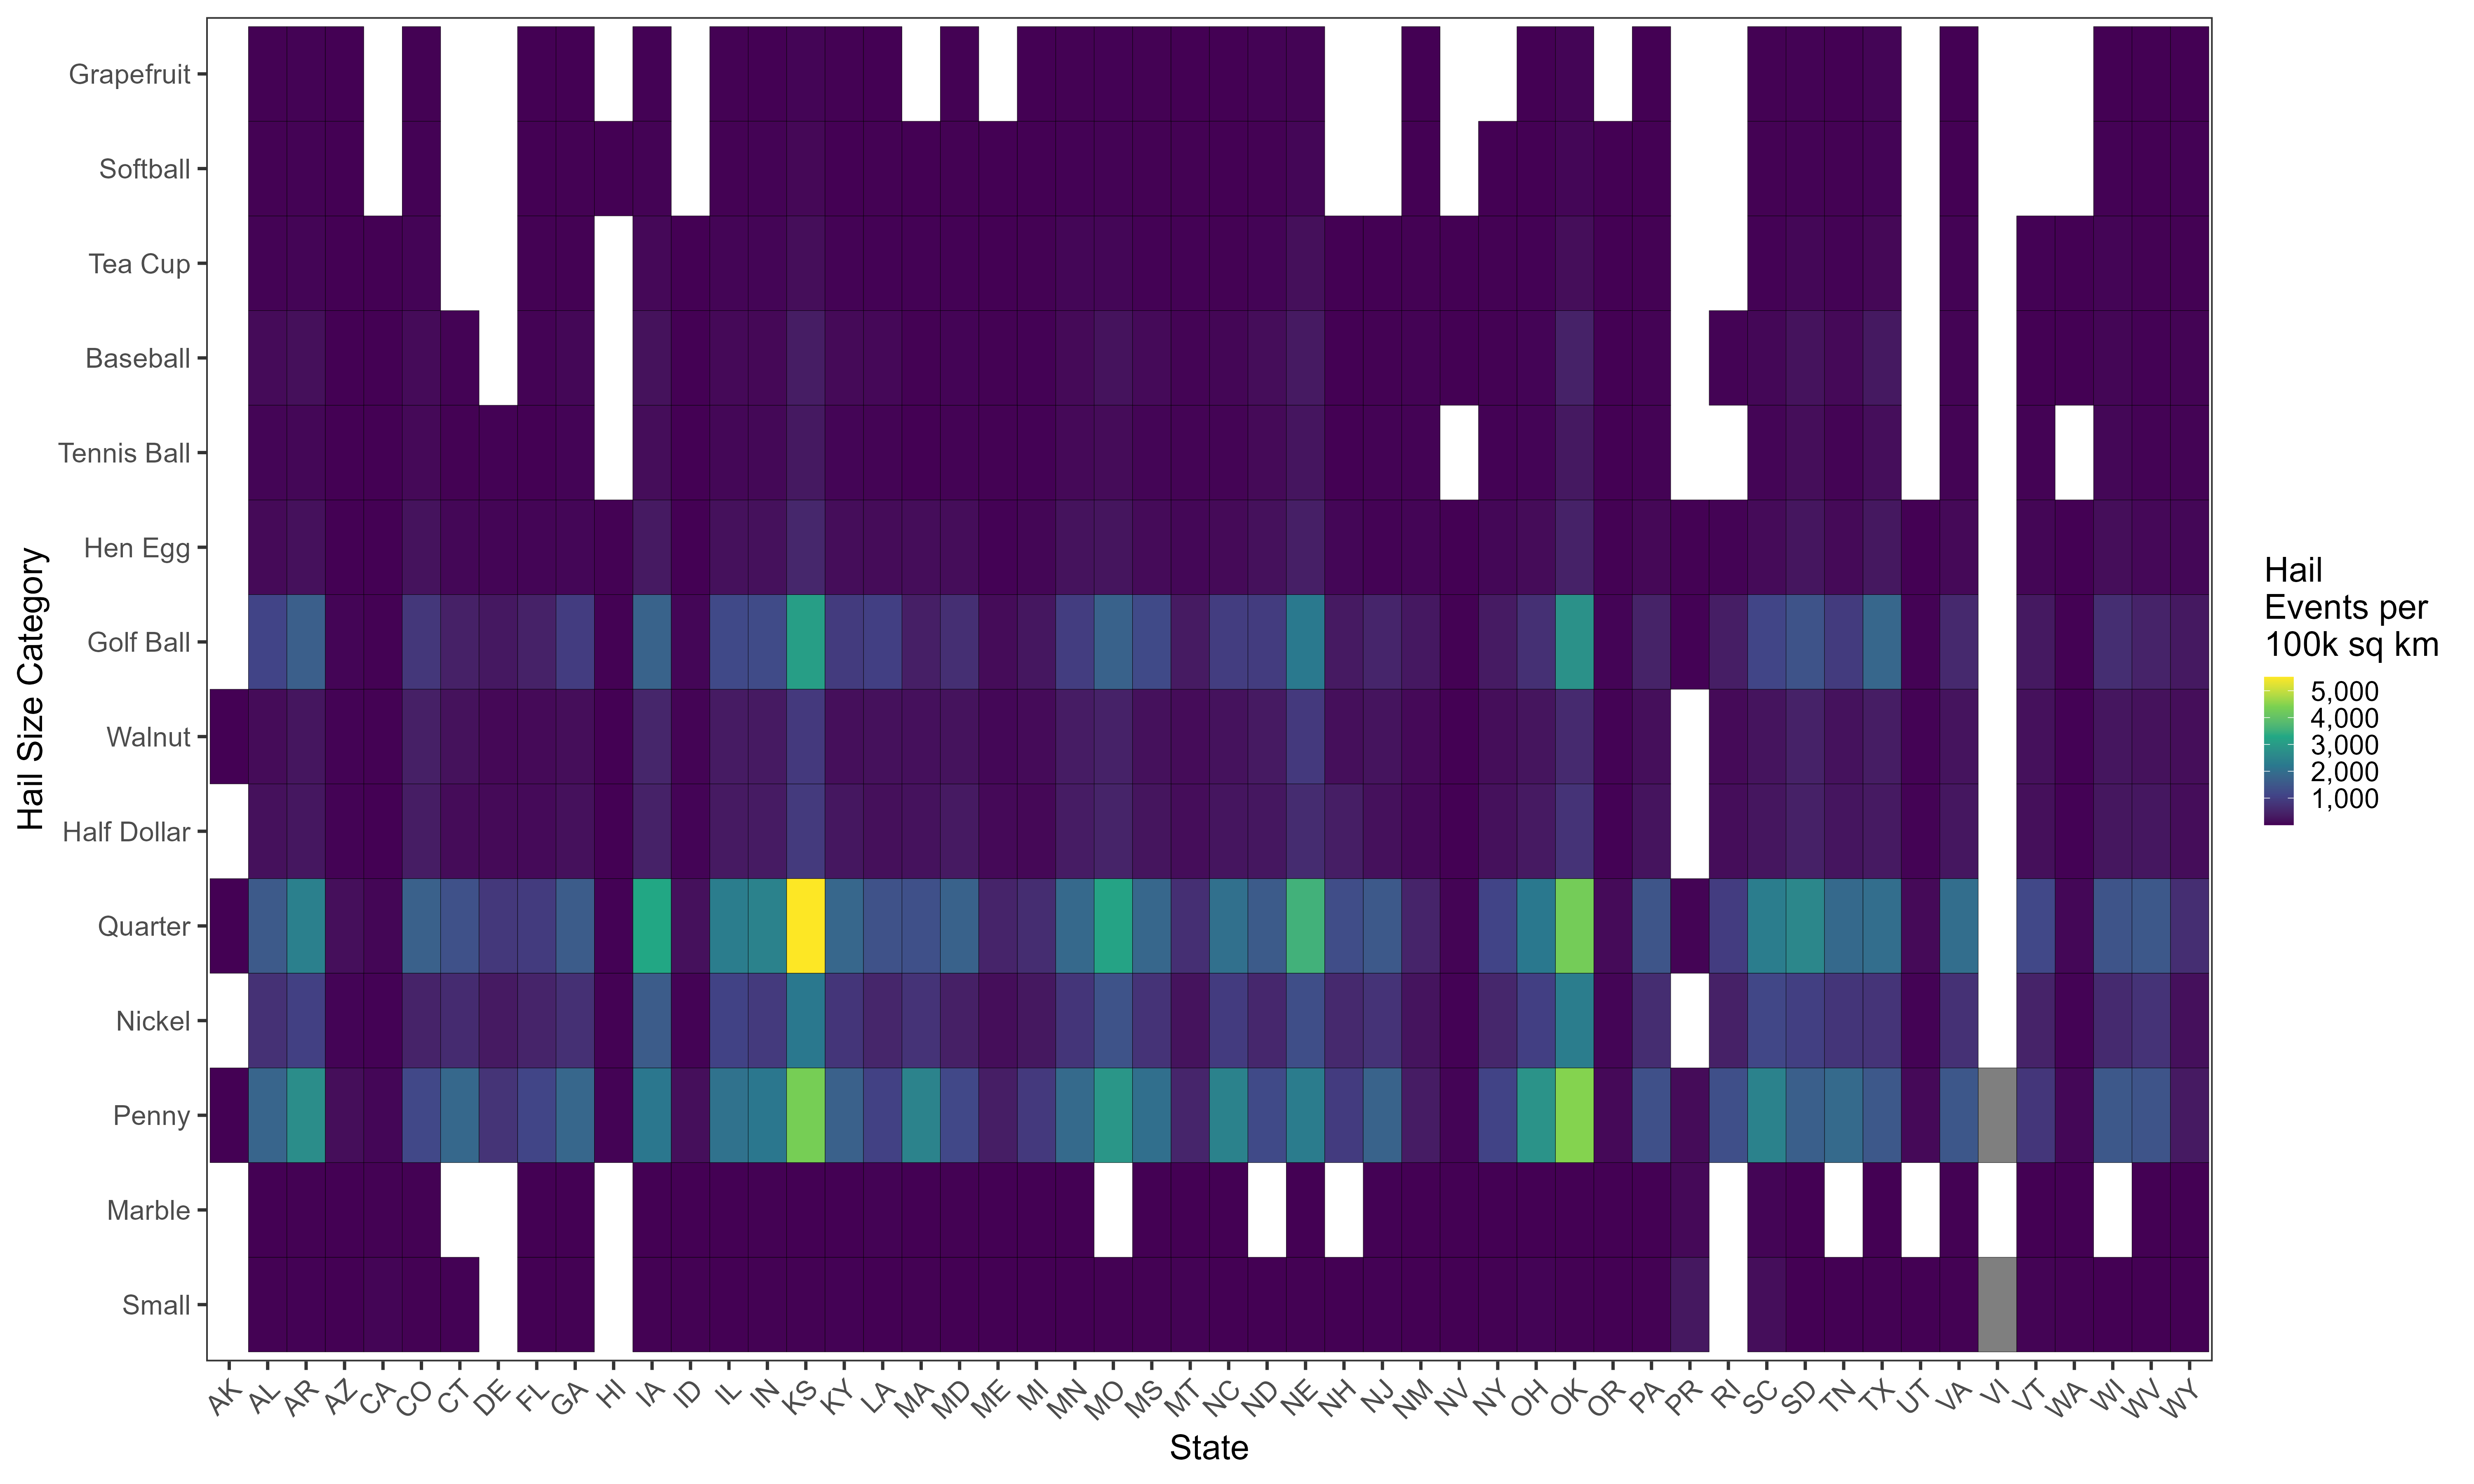 Hail Size Category
Grapefruit
Softball
Tea Cup
Baseball
Tennis Ball
Hen Egg
Golf Ball
Walnut
Half Dollar
Quarter
Nickel
Penny
Marble
Small
AK AL AR AZ CA CO CT DE FL GA HI IA ID IL IN KS KY LA MA MD ME MI MN MO MS MT NC ND NE NH NJ NM NV NY OH OK OR PA PR RI SC SD TN TX UT VA VI VT WA WI WV WY
State
Hail
Events per
100k sq km
5,000
4,000
3,000
2,000
1,000